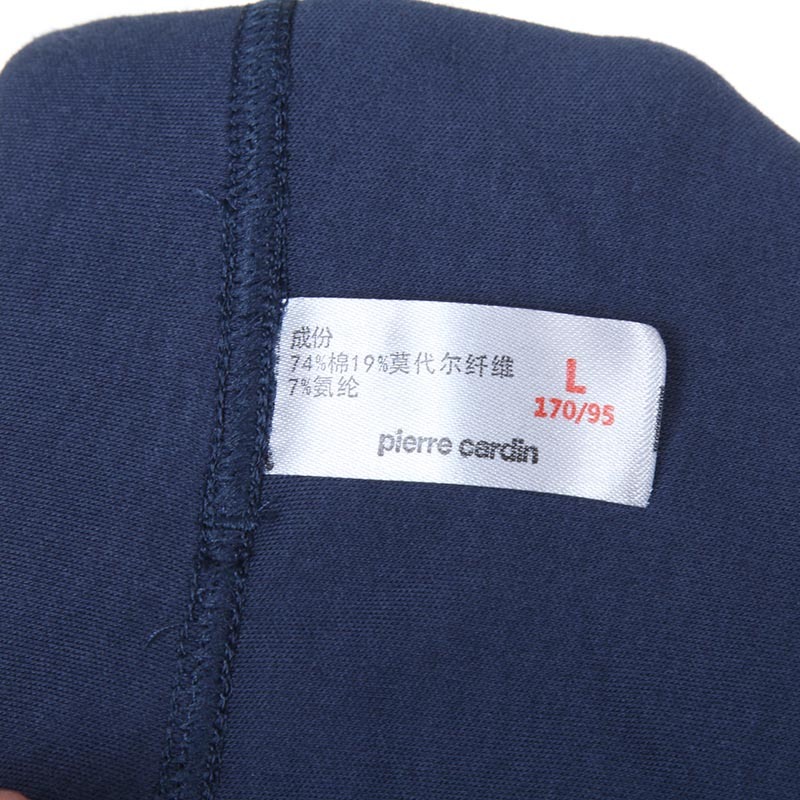 成份
74%棉19%莫代尔纤维
7%氨纶
L
170/95
pierre cardin